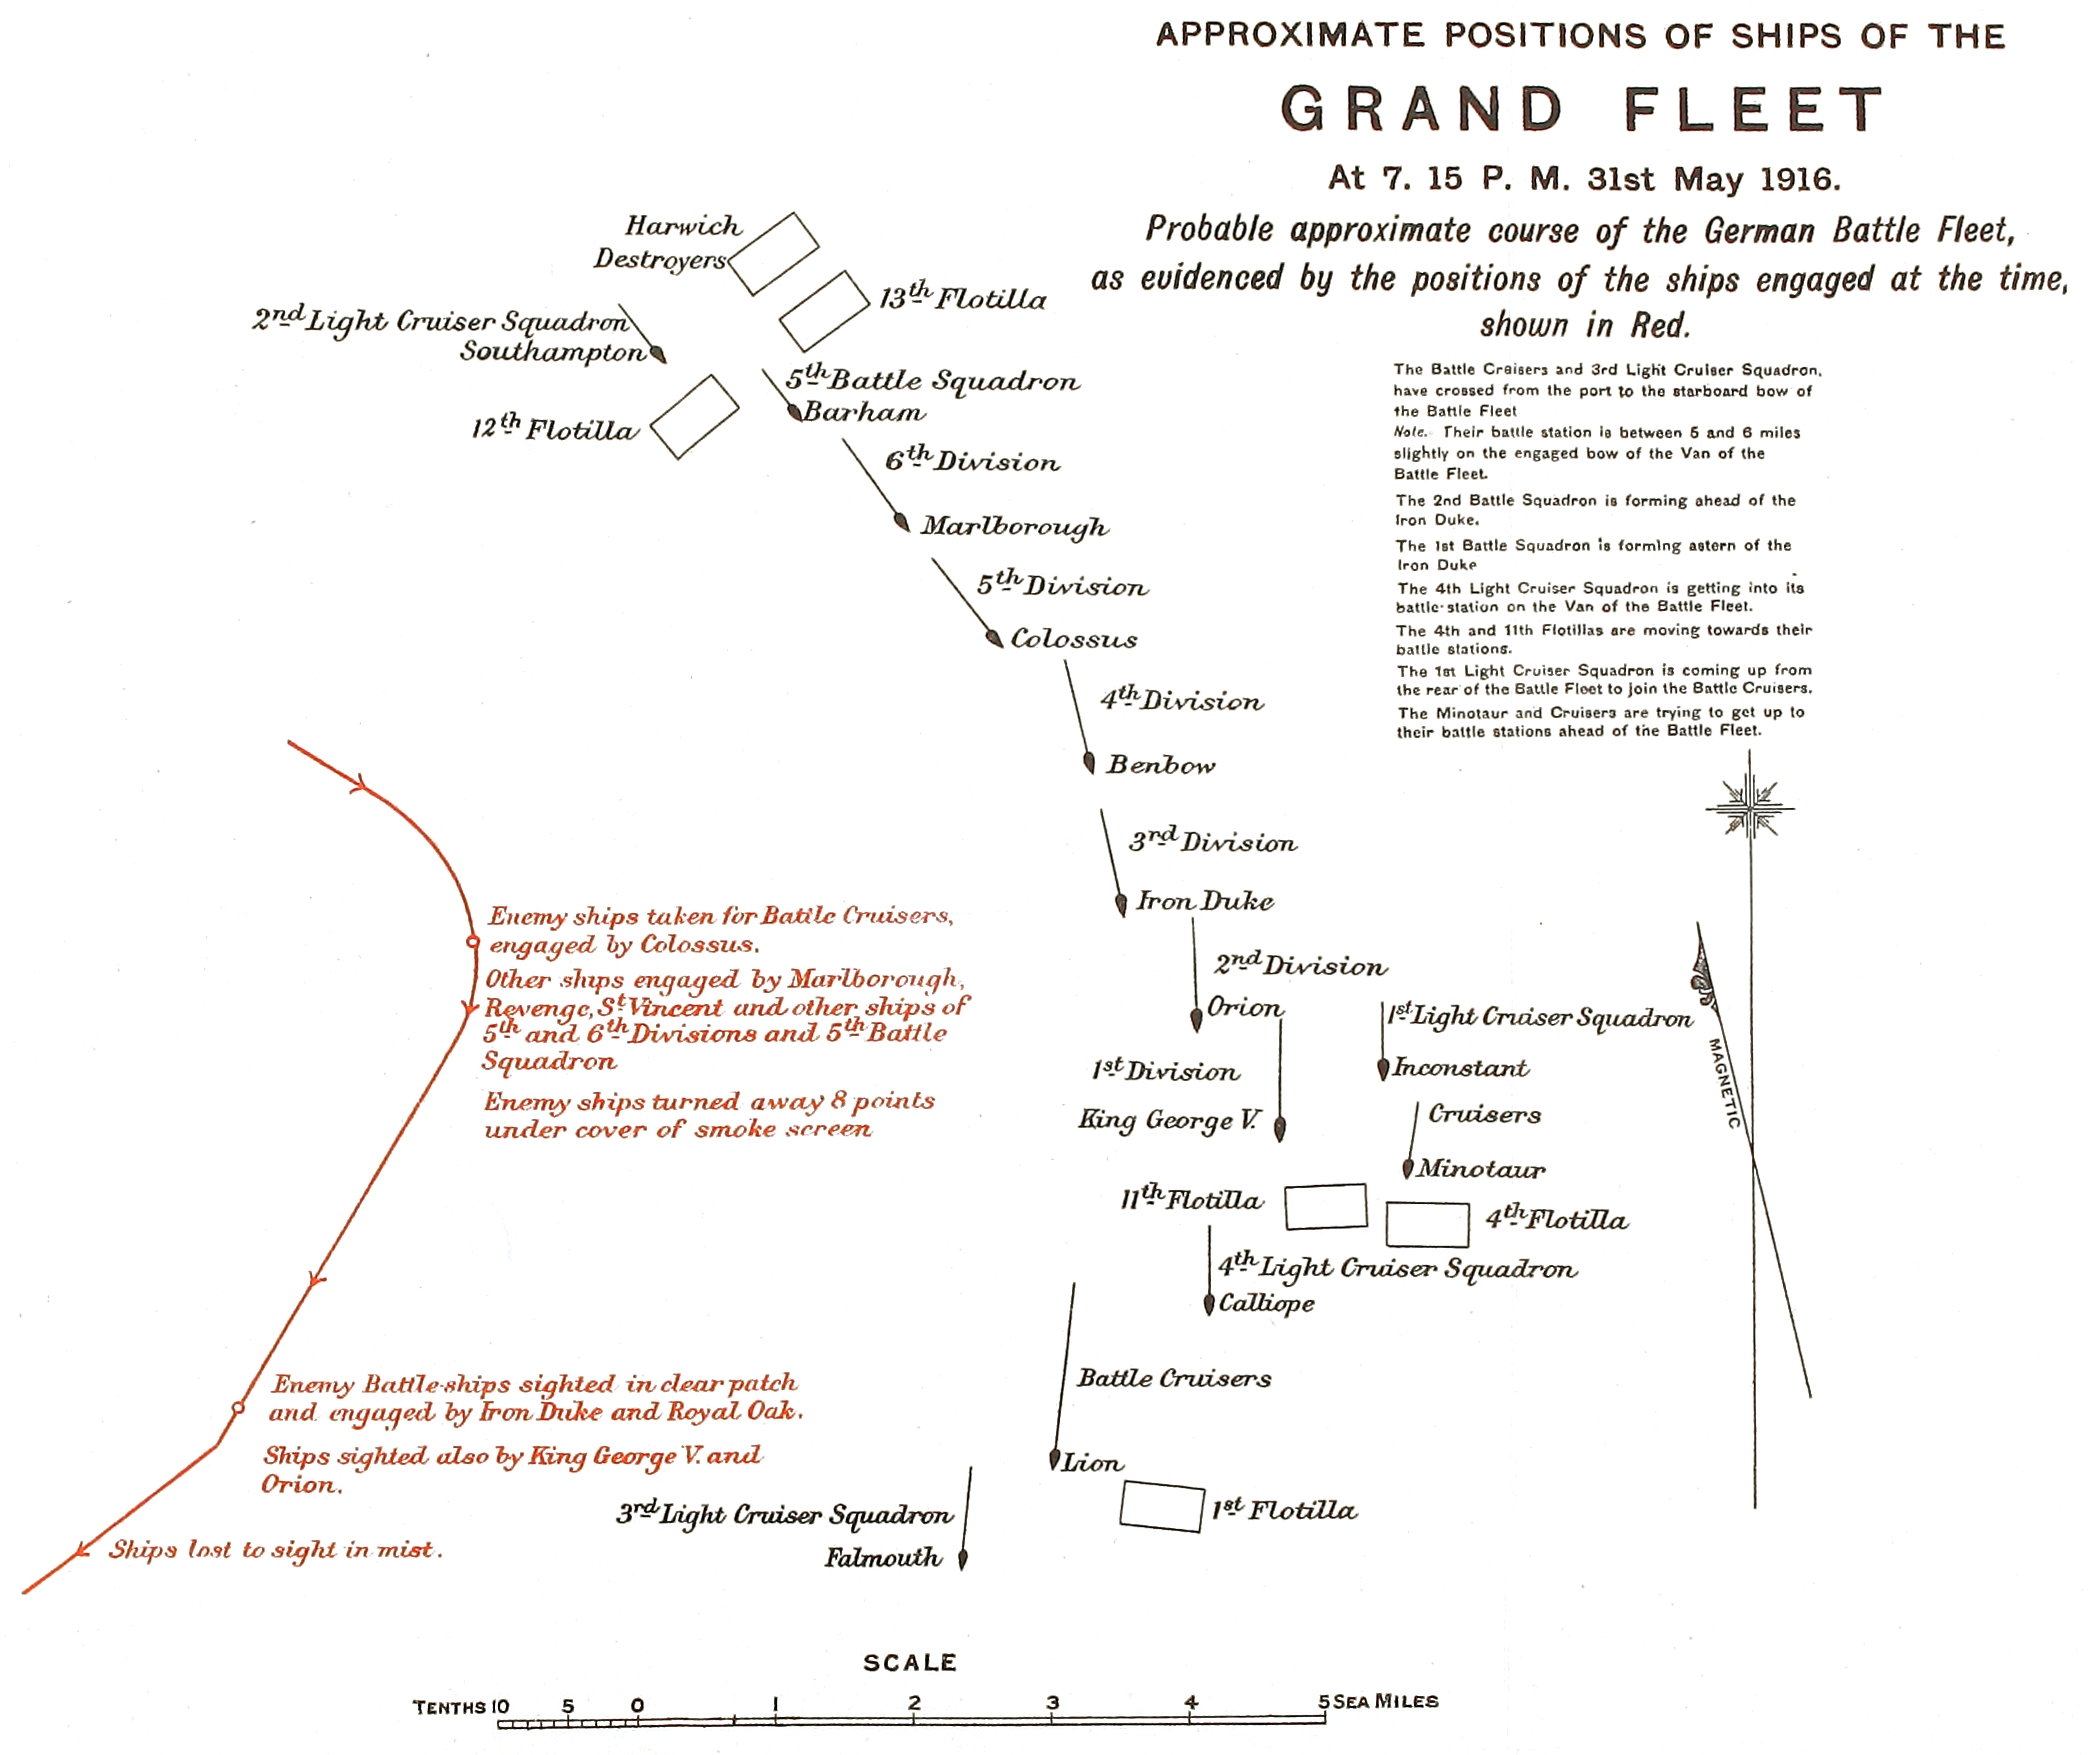 APPROXIMATE POSITIONS OF SHIPS OF THE
GRAND FLEET
At 7. 15 P. M. 31st May 1916.
Probable approximate course of the German Battle Fleet,
as evidenced by the positions of the ships engaged at the time,
shown in Red.
The Battle Crsisers and 3rd Light Cruiser Squadron,
have crossed from the port to the starboard bow of
the Battle Fleet
Note. Their battle station is between 5 and 6 miles
slightly on the engaged bow of the Van of the
Battle Fleet.
The 2nd Battle Squadron is forming ahead of the
Iron Duke.
The 1st Battle Squadron is forming astern of the
Iron Duke
The 4th Light Cruiser Squadron is getting into its
battle-station on the Van of the Battle Fleet.
The 4th and 11th Flotillas are moving towards their
battle stations.
The 1st Light Cruiser Squadron is coming up from
the rear of the Battle Fleet to join the Battle Cruisers.
The Minotaur and Cruisers are trying to get up to
their battle stations ahead of the Battle Fleet.
Harwich
Destroyers
13th Flotilla
2nd Light Cruiser Squadron
Southampton
5th Battle Squadron
Barham
12th Flotilla
6th Division
Marlborough
5th Division
Colossus
4th Division
Benbow
3rd Division
Iron Duke
2nd Division
Orion
1st Light Cruiser Squadron
Inconstant
1st Division
King George V.
Cruisers
Minotaur
11th Flotilla
4th Flotilla
4th Light Cruiser Squadron
Calliope
Battle Cruisers
Lion
1st Flotilla
3rd Light Cruiser Squadron
Falmouth
MAGNETIC
Enemy ships taken for Battle Cruisers,
engaged by Colossus.
Other ships engaged by Marlborough,
Revenge, St Vincent and other ships of
5th and 6th Divisions and 5th Battle
Squadron
Enemy ships turned away 8 points
under cover of smoke screen
Enemy Battle-ships sighted in clear patch
and engaged by Iron Duke and Royal Oak.
Ships sighted also by King George V. and
Orion.
Ships lost to sight in mist.
SCALE
TENTHS 10 5 0 1 2 3 4 5 SEA MILES